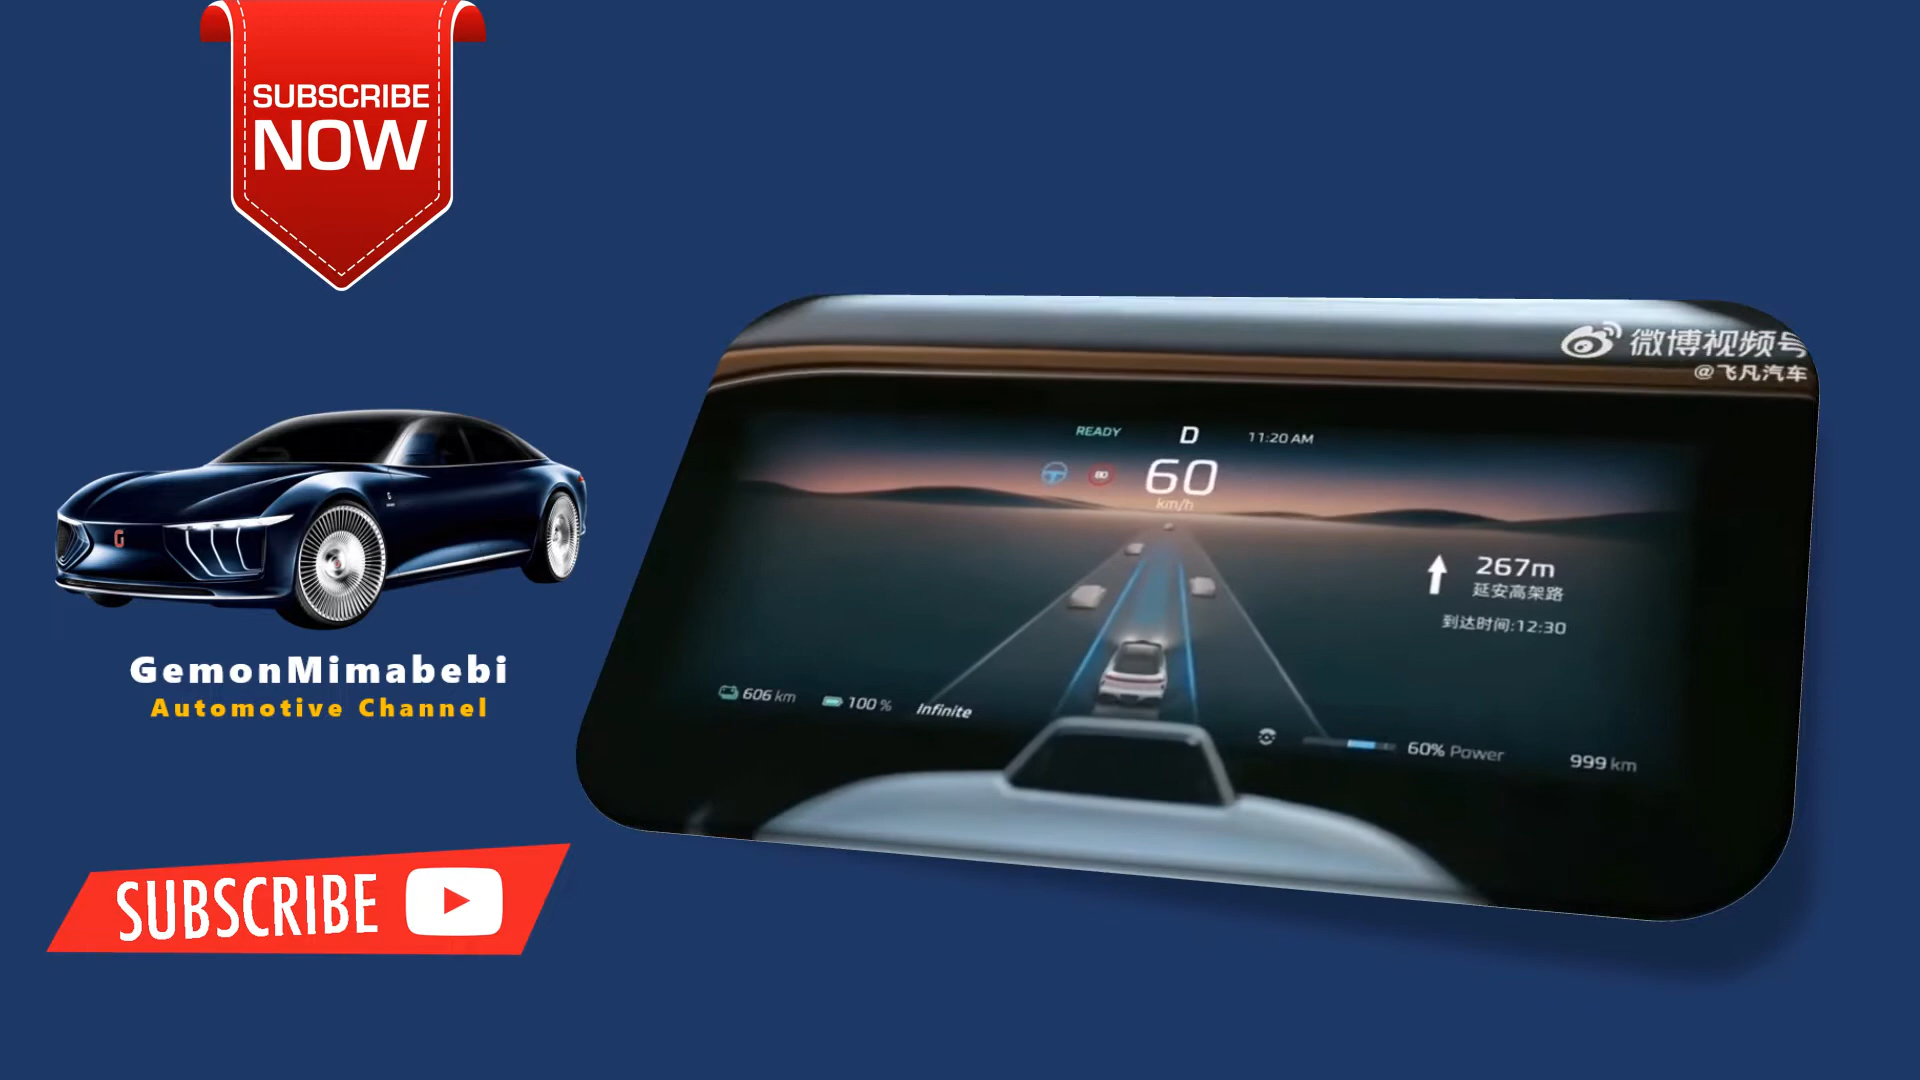 SUBSCRIBE
NOW
G
GemonMimabebi
Automotive Channel
SUBSCRIBE
微博视频号
@飞凡汽车
READY D 11:20 AM
80 60
km/h
267m
延安高架路
到达时间:12:30
606 km 100 % Infinite
60% Power 999 km